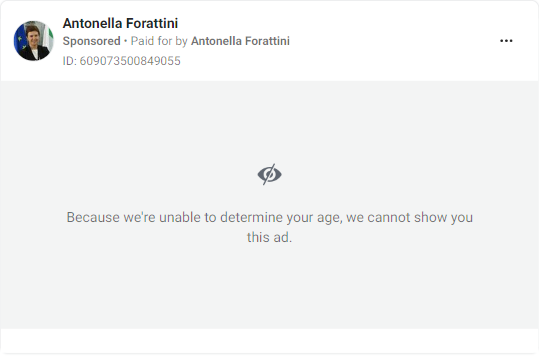 Antonella Forattini
Sponsored • Paid for by Antonella Forattini
ID: 609073500849055
Because we're unable to determine your age, we cannot show you
this ad.